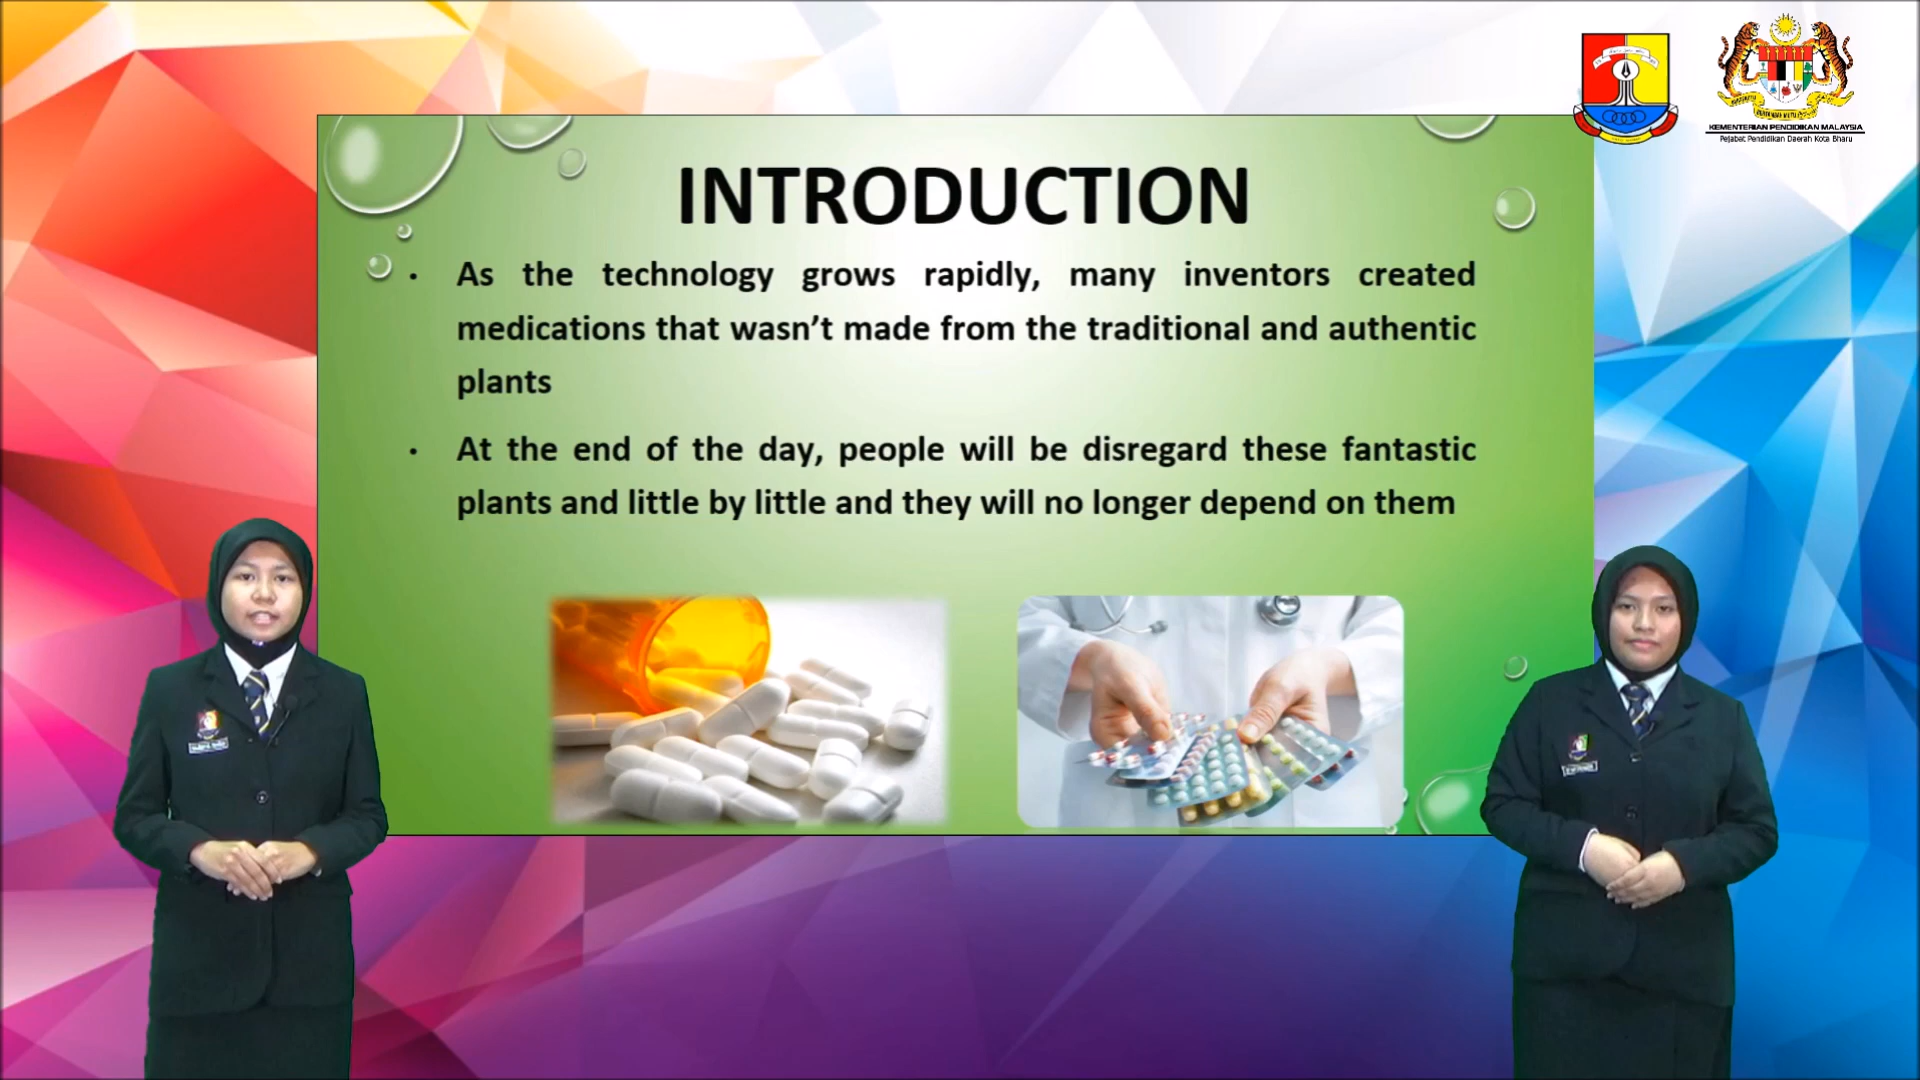 KEMENTERIAN PENDIDIKAN MALAYSIA
Pejabat Pendidikan Daerah Kota Bharu
INTRODUCTION
• As the technology grows rapidly, many inventors created
medications that wasn’t made from the traditional and authentic
plants
• At the end of the day, people will be disregard these fantastic
plants and little by little and they will no longer depend on them